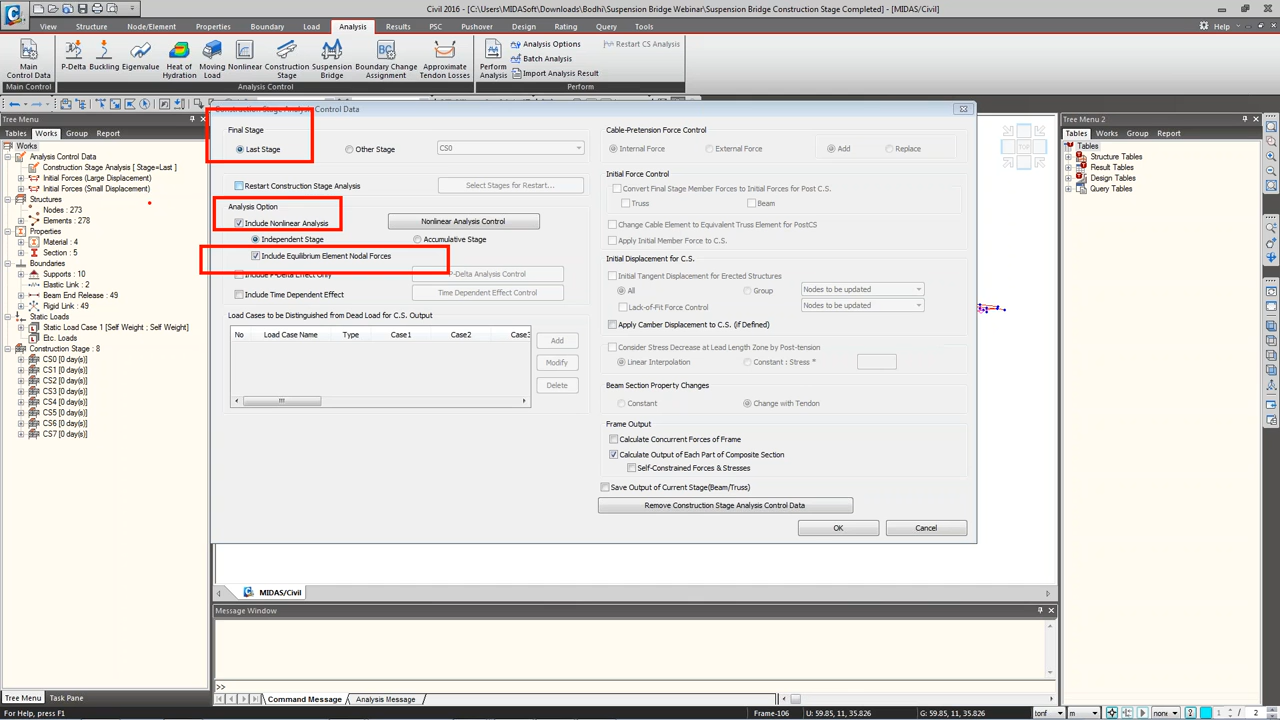 Civil 2016 - [C:\Users\MIDASoft\Downloads\Bodhi\Suspension Bridge Webinar\Suspension Bridge Construction Stage Completed] - [MIDAS/Civil]
View Structure Node/Element Properties Boundary Load Analysis Results PSC Pushover Design Rating Query Tools Help
Main Control Data
P-Delta
Buckling
Eigenvalue
Heat of Hydration
Moving Load
Nonlinear
Construction Stage
Suspension Bridge
Boundary Change Assignment
Approximate Tendon Losses
Perform Analysis
Analysis Options
Batch Analysis
Import Analysis Result
Restart CS Analysis
Main Control
Analysis Control
Perform
Tree Menu
Tables Works Group Report
Works
Analysis Control Data
Construction Stage Analysis [ Stage=Last ]
Initial Forces (Large Displacement)
Initial Forces (Small Displacement)
Structures
Nodes : 273
Elements : 278
Properties
Material : 4
Section : 5
Boundaries
Supports : 10
Elastic Link : 2
Beam End Release : 49
Rigid Link : 49
Static Loads
Static Load Case 1 [Self Weight ; Self Weight]
Etc. Loads
Construction Stage : 8
CS0 [0 day(s)]
CS1 [0 day(s)]
CS2 [0 day(s)]
CS3 [0 day(s)]
CS4 [0 day(s)]
CS5 [0 day(s)]
CS6 [0 day(s)]
CS7 [0 day(s)]
Tree Menu Task Pane
Construction Stage Analysis Control Data
Final Stage
Last Stage Other Stage CS0
Restart Construction Stage Analysis Select Stages for Restart...
Analysis Option
Include Nonlinear Analysis Nonlinear Analysis Control
Independent Stage Accumulative Stage
Include Equilibrium Element Nodal Forces
Include P-Delta Effect Only P-Delta Analysis Control
Include Time Dependent Effect Time Dependent Effect Control
Load Cases to be Distinguished from Dead Load for C.S. Output
No Load Case Name Type Case1 Case2 Case3
Add
Modify
Delete
Cable-Pretension Force Control
Internal Force External Force Add Replace
Initial Force Control
Convert Final Stage Member Forces to Initial Forces for Post C.S.
Truss Beam
Change Cable Element to Equivalent Truss Element for PostCS
Apply Initial Member Force to C.S.
Initial Displacement for C.S.
Initial Tangent Displacement for Erected Structures
All Group Nodes to be updated
Lack-of-Fit Force Control Nodes to be updated
Apply Camber Displacement to C.S. (if Defined)
Consider Stress Decrease at Lead Length Zone by Post-tension
Linear Interpolation Constant : Stress *
Beam Section Property Changes
Constant Change with Tendon
Frame Output
Calculate Concurrent Forces of Frame
Calculate Output of Each Part of Composite Section
Self-Constrained Forces & Stresses
Save Output of Current Stage(Beam/Truss)
Remove Construction Stage Analysis Control Data
OK Cancel
TOP
Tree Menu 2
Tables Works Group Report
Tables
Structure Tables
Result Tables
Design Tables
Query Tables
MIDAS/Civil
Message Window
>>
Command Message Analysis Message
For Help, press F1
Frame-106 U: 59.85, 11, 35.826 G: 59.85, 11, 35.826 tonf m none 1 / 2